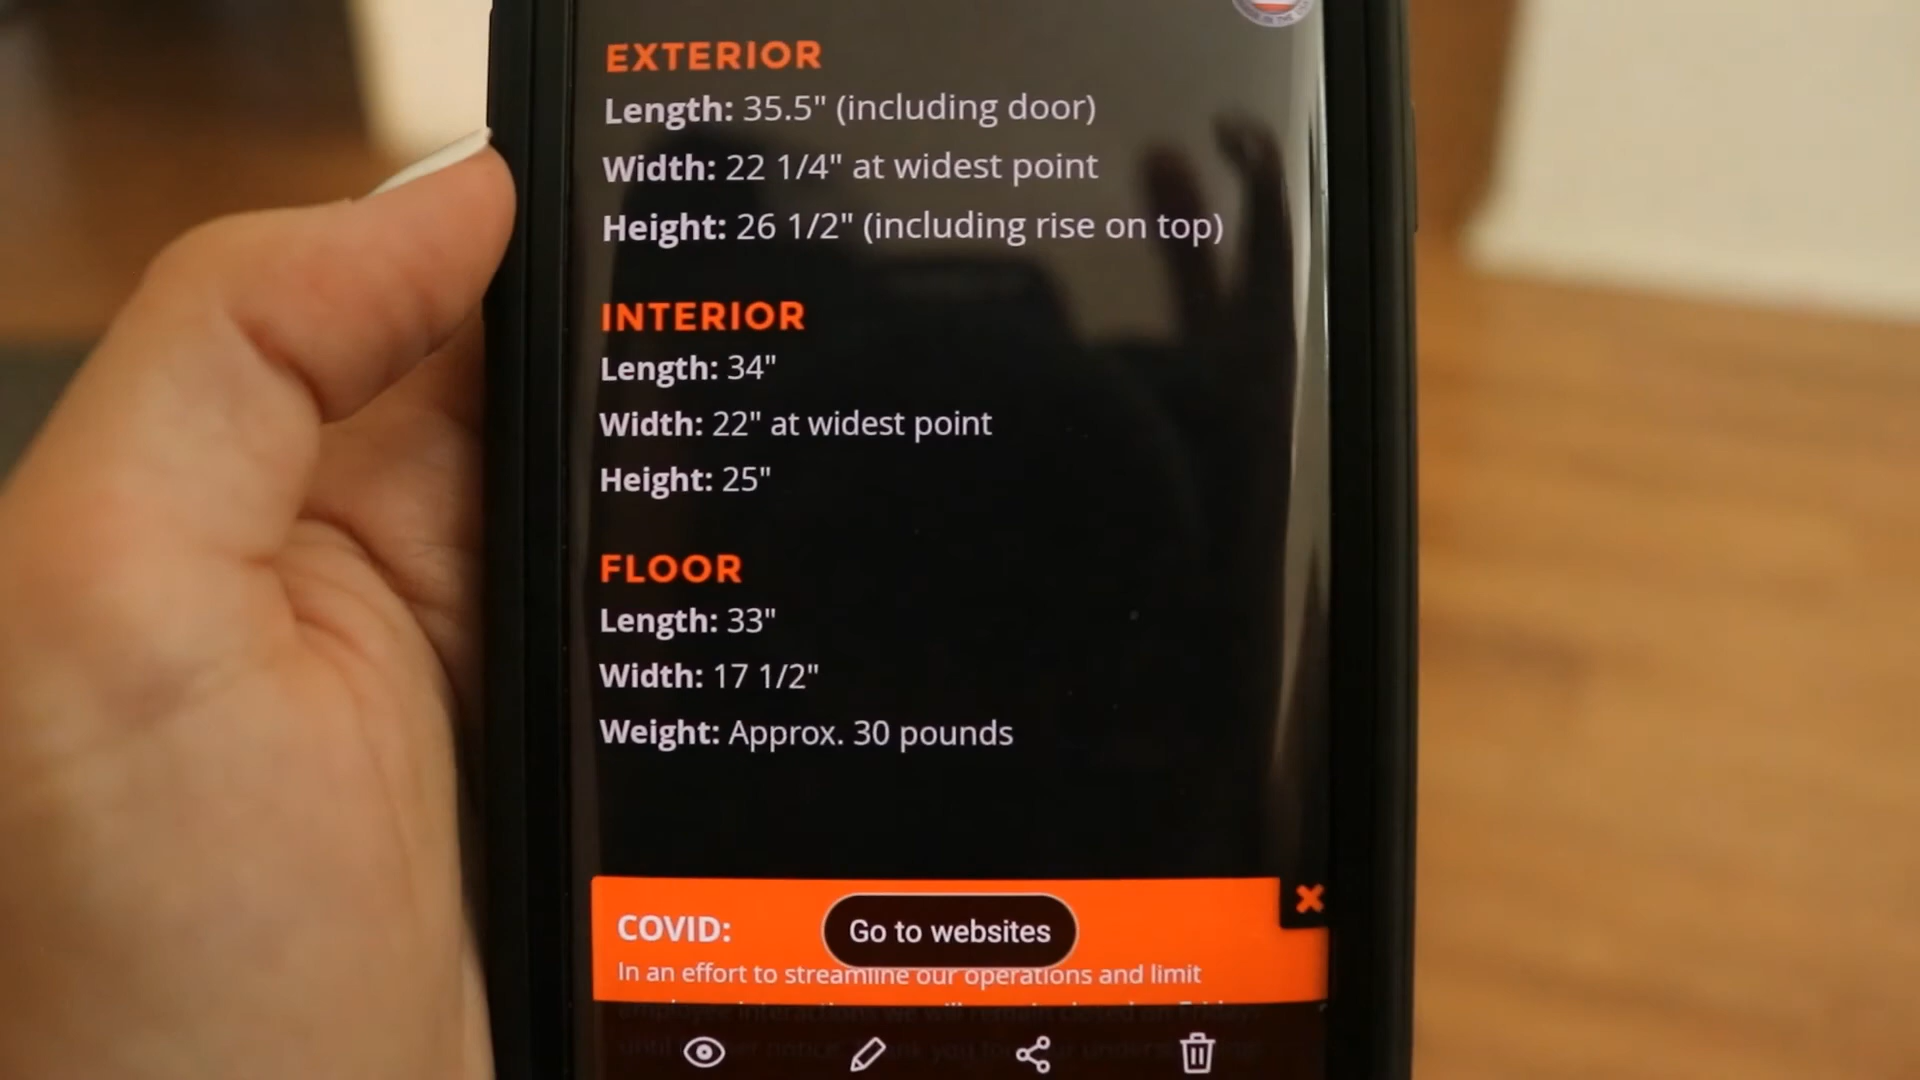 EXTERIOR
Length: 35.5" (including door)
Width: 22 1/4" at widest point
Height: 26 1/2" (including rise on top)
INTERIOR
Length: 34"
Width: 22" at widest point
Height: 25"
FLOOR
Length: 33"
Width: 17 1/2"
Weight: Approx. 30 pounds
COVID:
Go to websites
In an effort to streamline our operations and limit